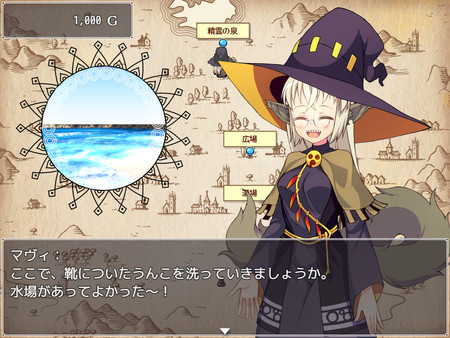 1,000 G
精霊の泉
広場
マヴィ：
ここで、靴についたうんこを洗っていきましょうか。
水場があってよかった〜！